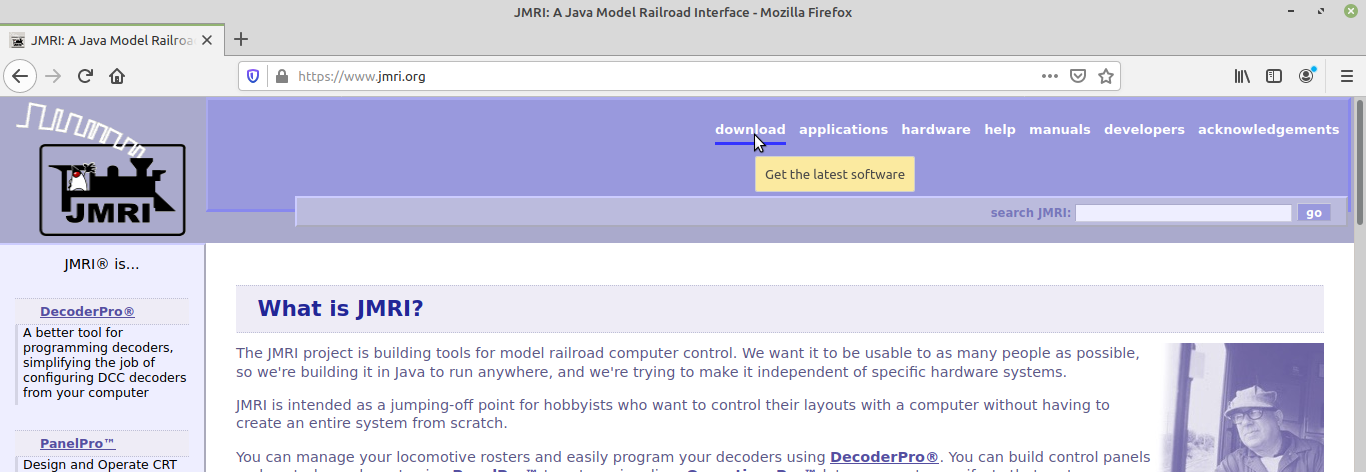 JMRI: A Java Model Railroad Interface - Mozilla Firefox
JMRI: A Java Model Railroa
https://www.jmri.org
download applications hardware help manuals developers acknowledgements
Get the latest software
search JMRI: go
JMRI
JMRI® is...
DecoderPro®
A better tool for
programming decoders,
simplifying the job of
configuring DCC decoders
from your computer
PanelPro™
Design and Operate CRT
What is JMRI?
The JMRI project is building tools for model railroad computer control. We want it to be usable to as many people as possible,
so we're building it in Java to run anywhere, and we're trying to make it independent of specific hardware systems.
JMRI is intended as a jumping-off point for hobbyists who want to control their layouts with a computer without having to
create an entire system from scratch.
You can manage your locomotive rosters and easily program your decoders using DecoderPro®. You can build control panels